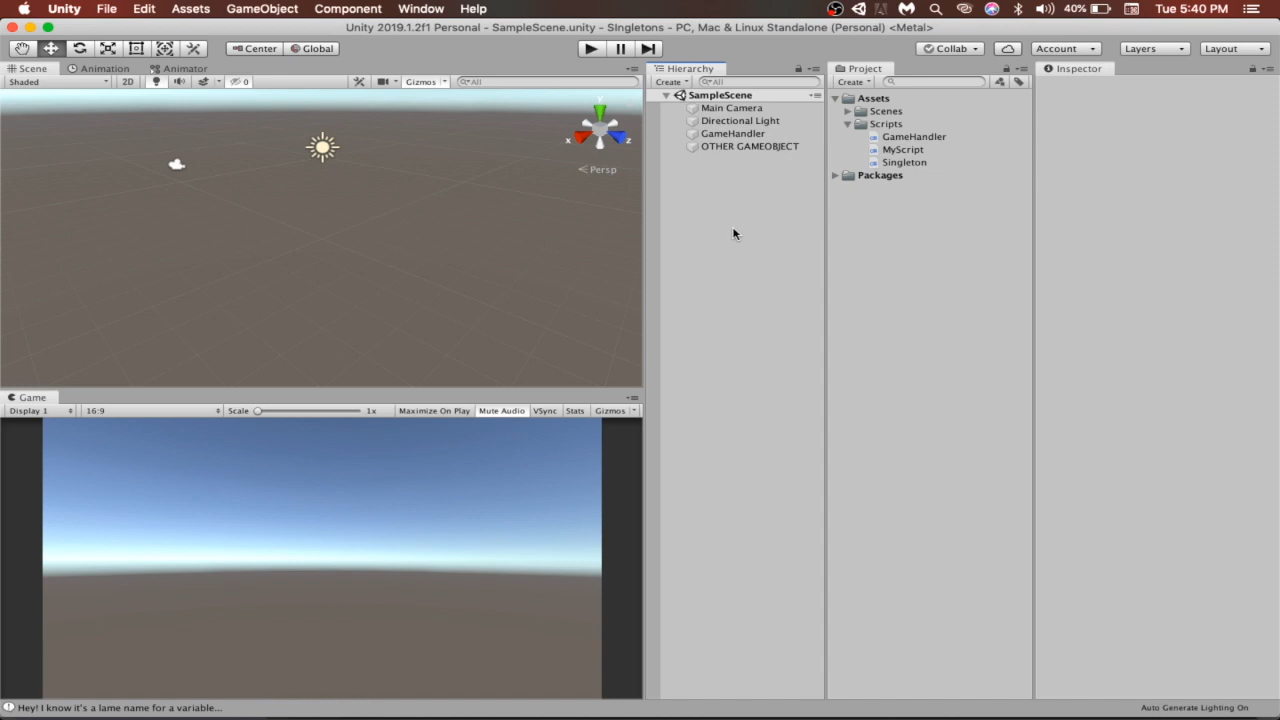 Unity File Edit Assets GameObject Component Window Help 40% Tue 5:40 PM
Unity 2019.1.2f1 Personal - SampleScene.unity - SIngletons - PC, Mac & Linux Standalone (Personal) <Metal>
Center Global Collab Account Layers Layout
Scene Animation Animator
Shaded 2D 0 Gizmos All
y
x z
Persp
Game
Display 1 16:9 Scale 1x Maximize On Play Mute Audio VSync Stats Gizmos
Hierarchy
Create All
SampleScene
Main Camera
Directional Light
GameHandler
OTHER GAMEOBJECT
Project
Create
Assets
Scenes
Scripts
GameHandler
MyScript
Singleton
Packages
Inspector
Hey! I know it's a lame name for a variable...
Auto Generate Lighting On